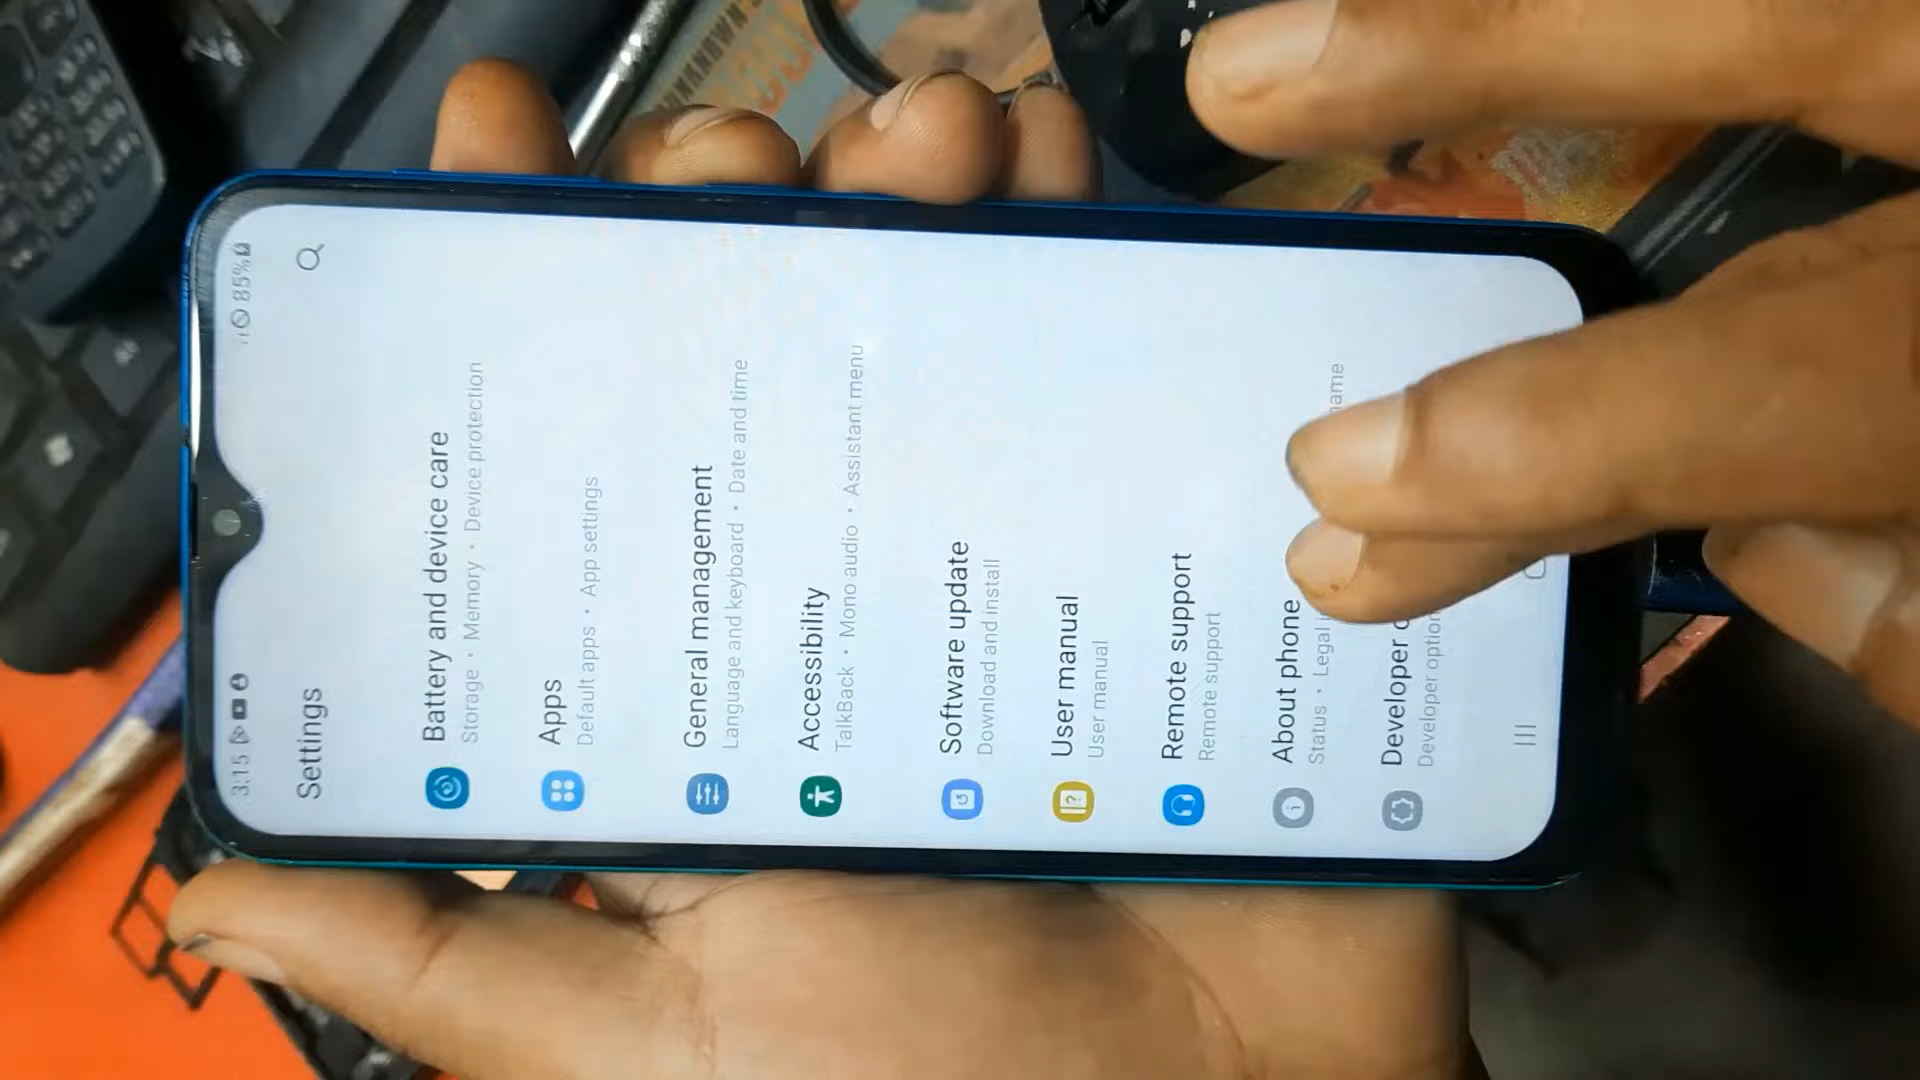 3:15
85%
Settings
Battery and device care
Storage • Memory • Device protection
Apps
Default apps • App settings
General management
Language and keyboard • Date and time
Accessibility
TalkBack • Mono audio • Assistant menu
Software update
Download and install
User manual
User manual
Remote support
Remote support
About phone
Status • Legal
Developer
Developer